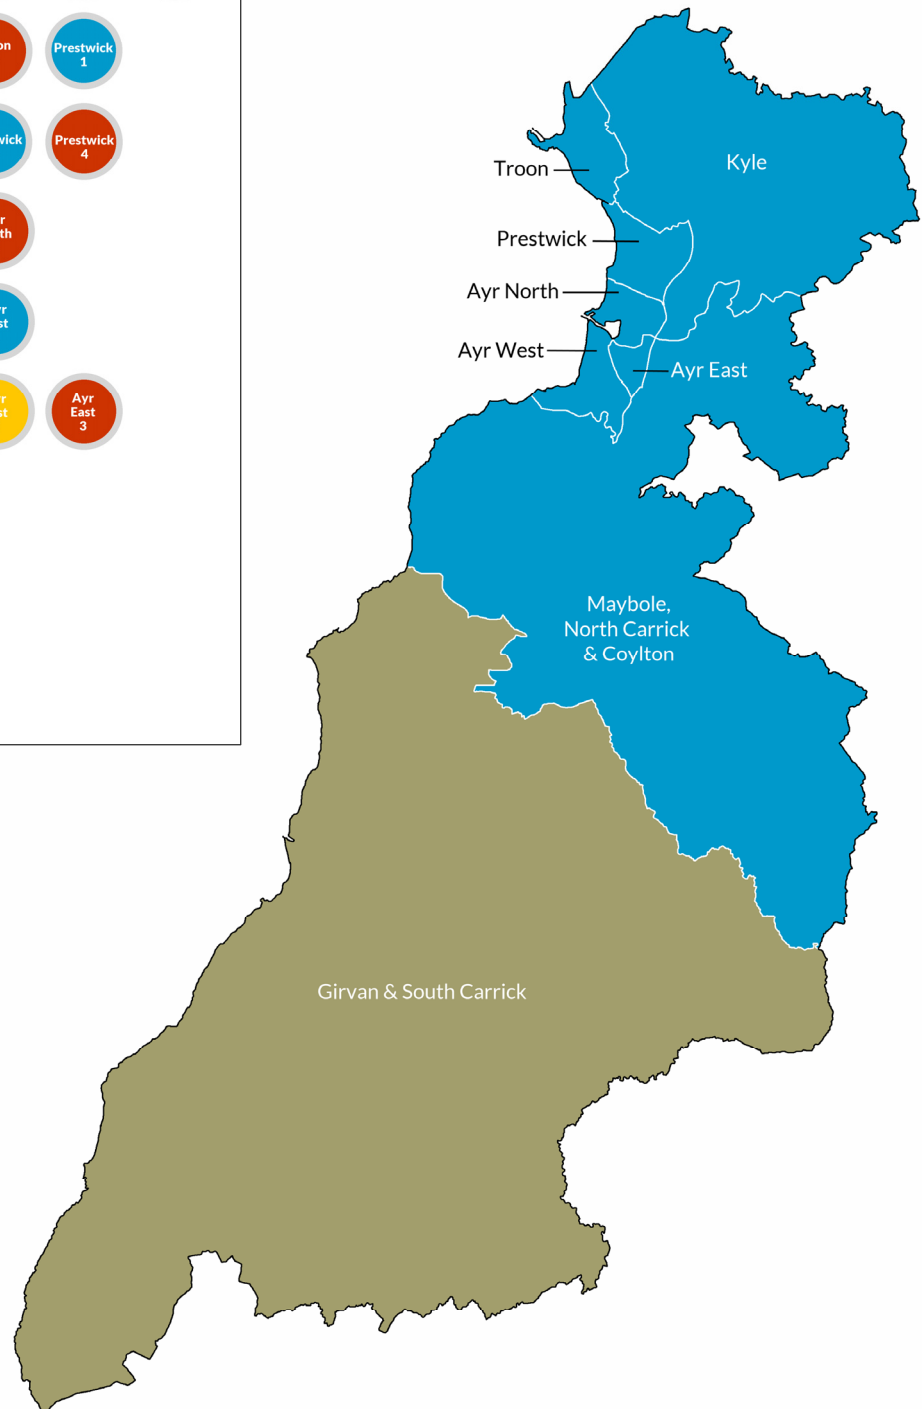 Prestwick
1
Prestwick
4
Ayr
East
3
Troon
Kyle
Prestwick
Ayr North
Ayr West
Ayr East
Maybole,
North Carrick
& Coylton
Girvan & South Carrick